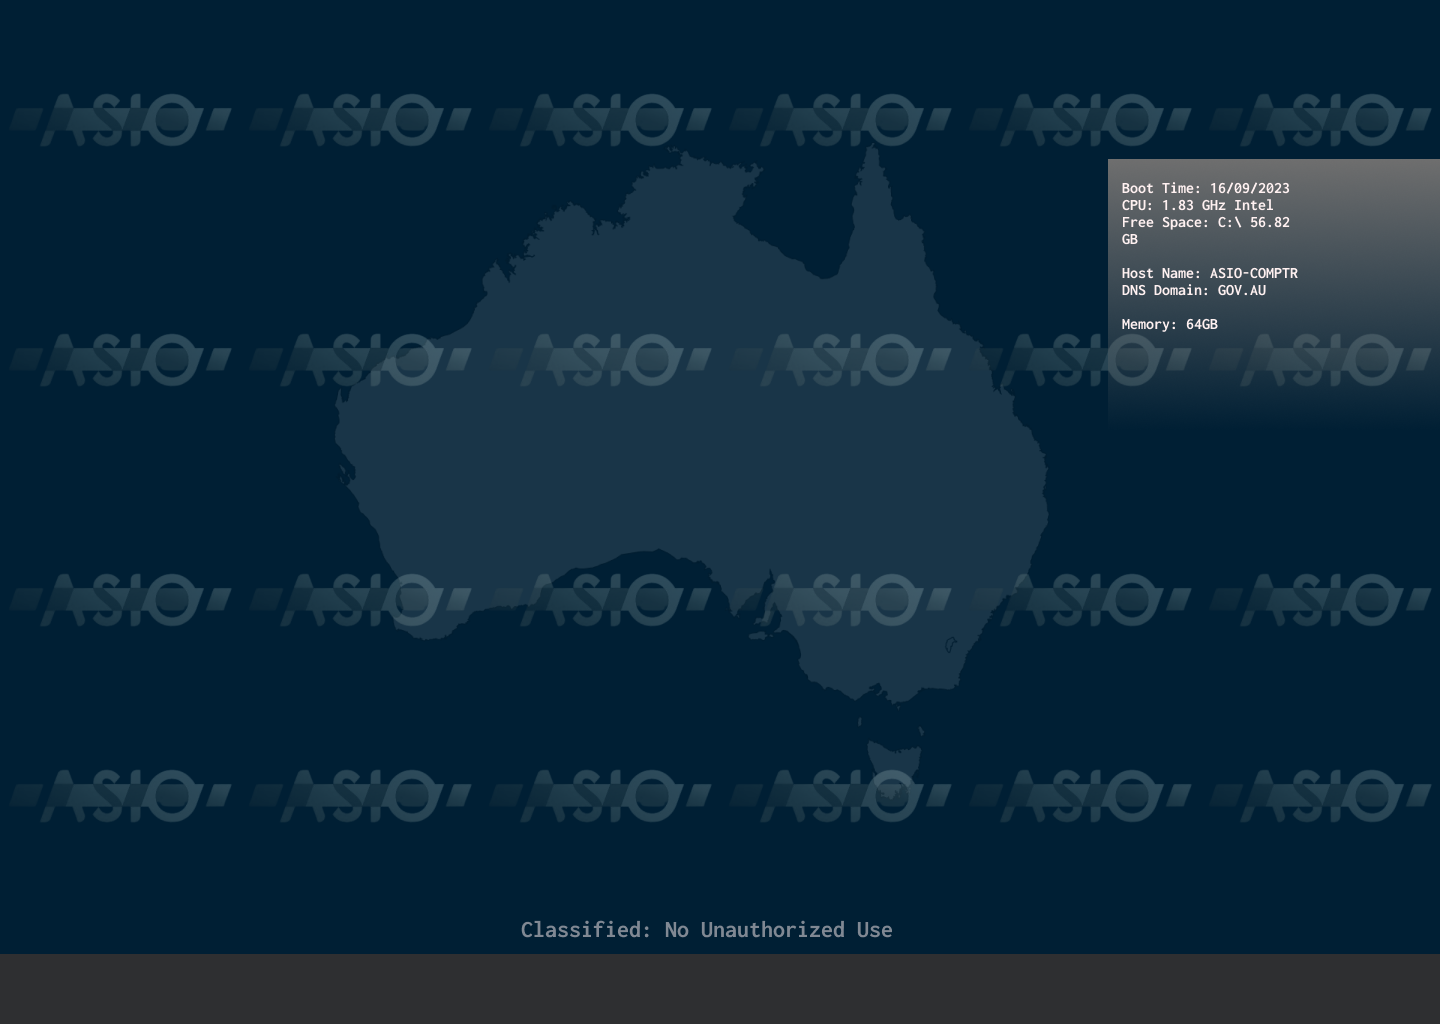 ASIO ASIO ASIO ASIO ASIO ASIO
Boot Time: 16/09/2023
CPU: 1.83 GHz Intel
Free Space: C:\ 56.82
GB
Host Name: ASIO-COMPTR
DNS Domain: GOV.AU
Memory: 64GB
ASIO ASIO ASIO ASIO ASIO ASIO
ASIO ASIO ASIO ASIO ASIO ASIO
ASIO ASIO ASIO ASIO ASIO ASIO
Classified: No Unauthorized Use